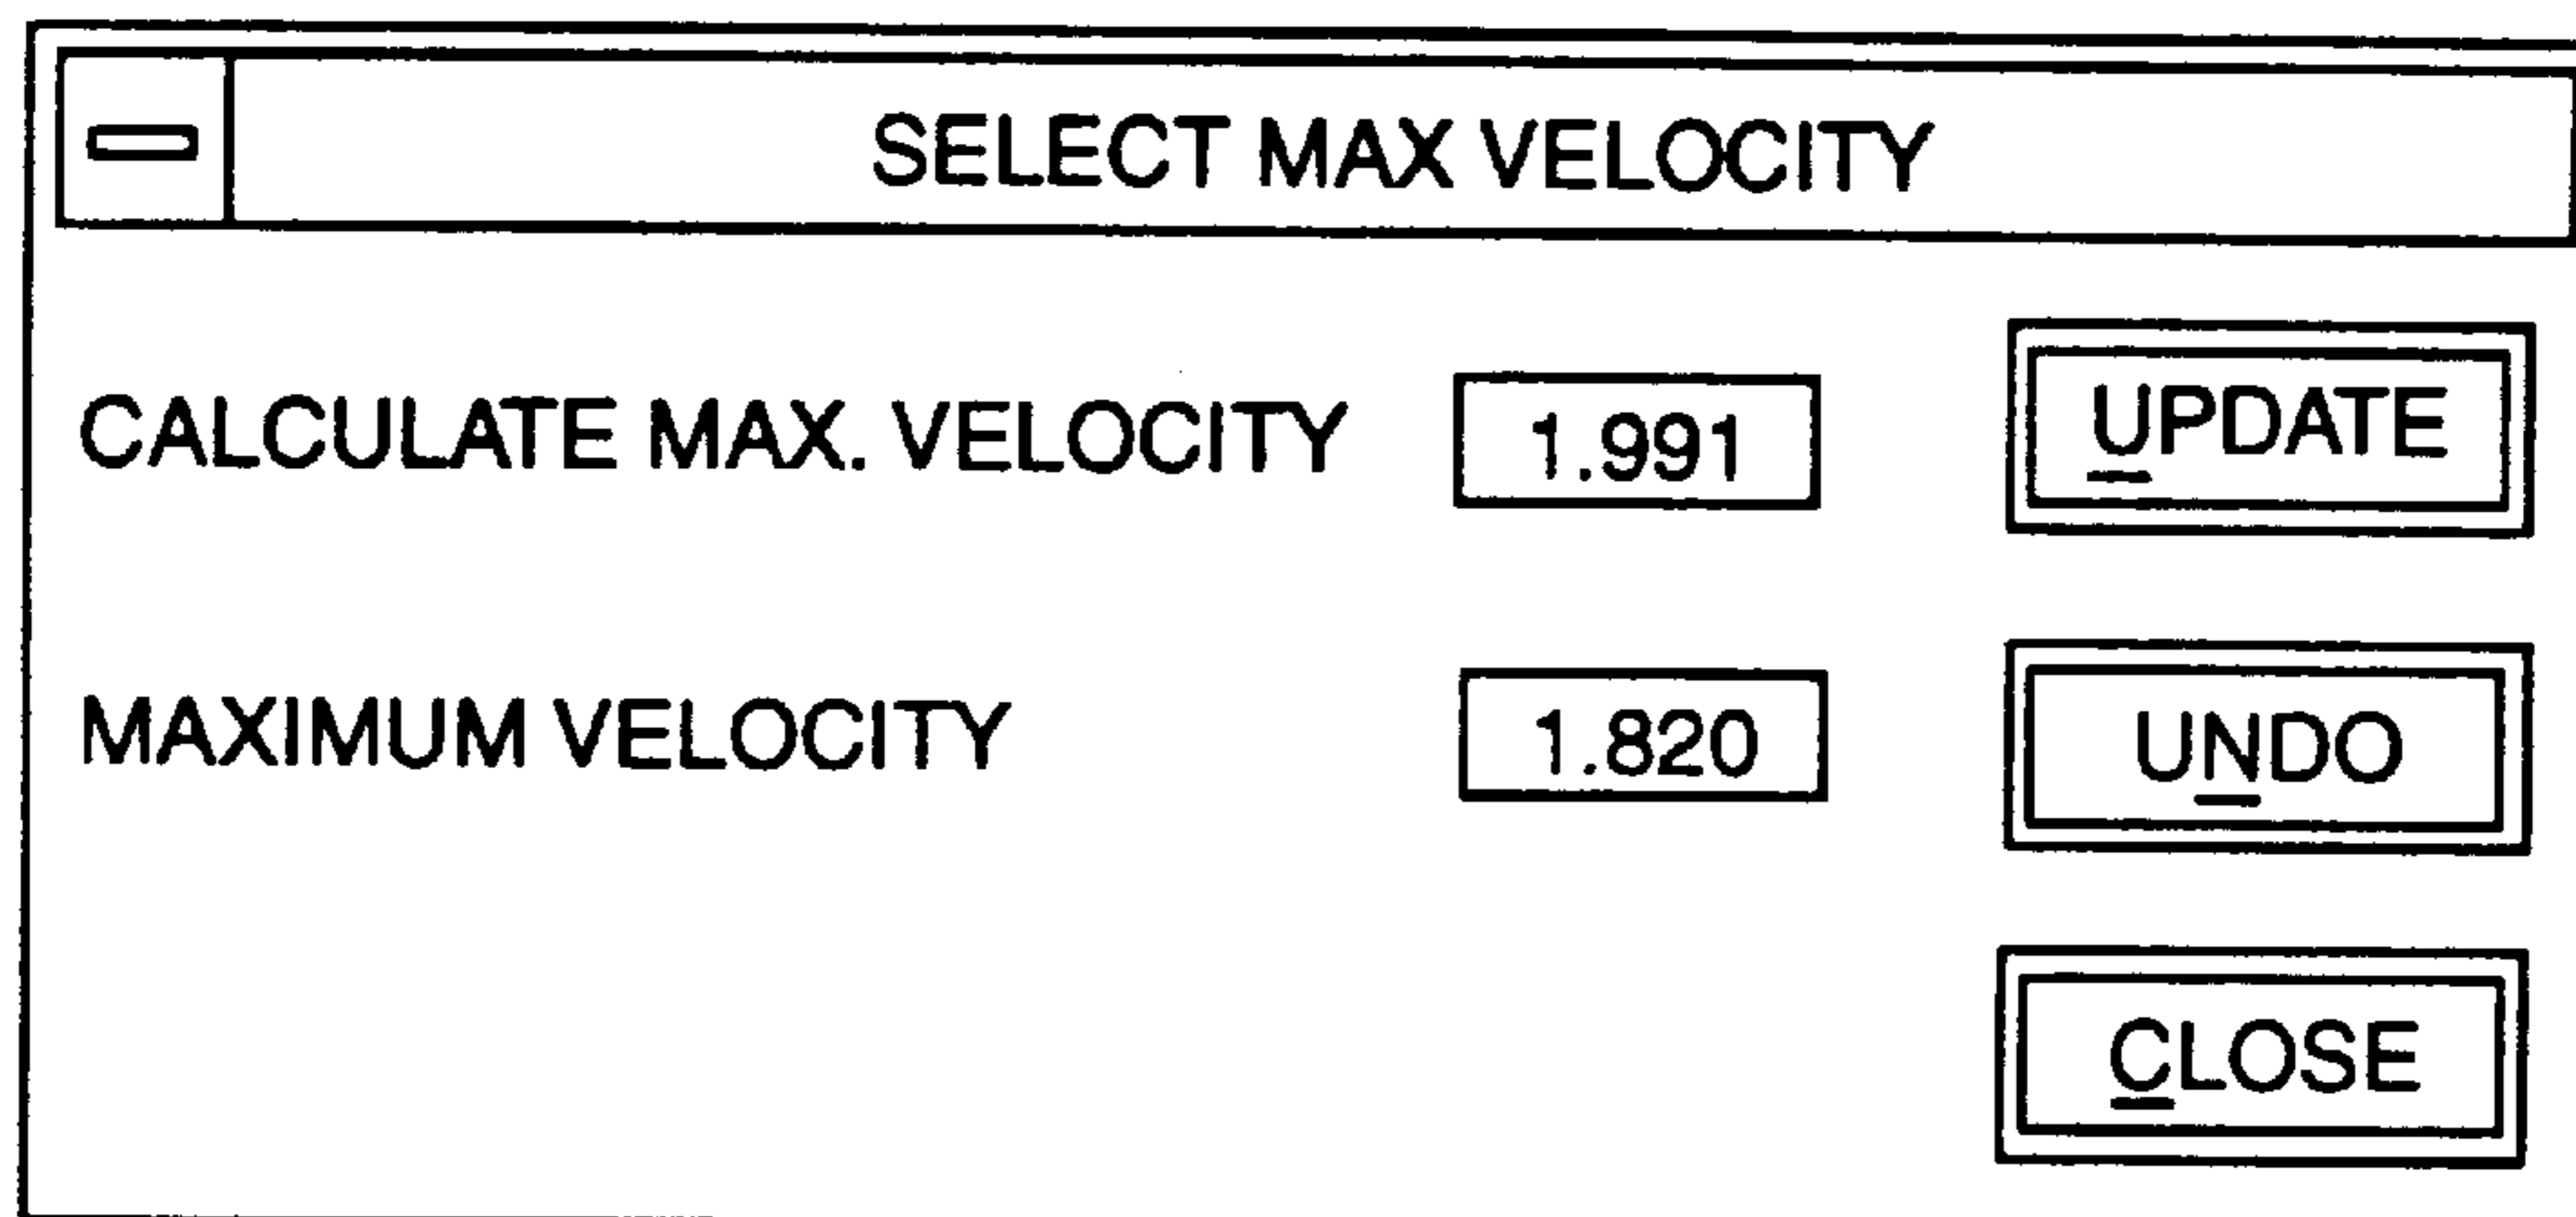 SELECT MAX VELOCITY
CALCULATE MAX. VELOCITY 1.991 UPDATE
MAXIMUM VELOCITY 1.820 UNDO
CLOSE